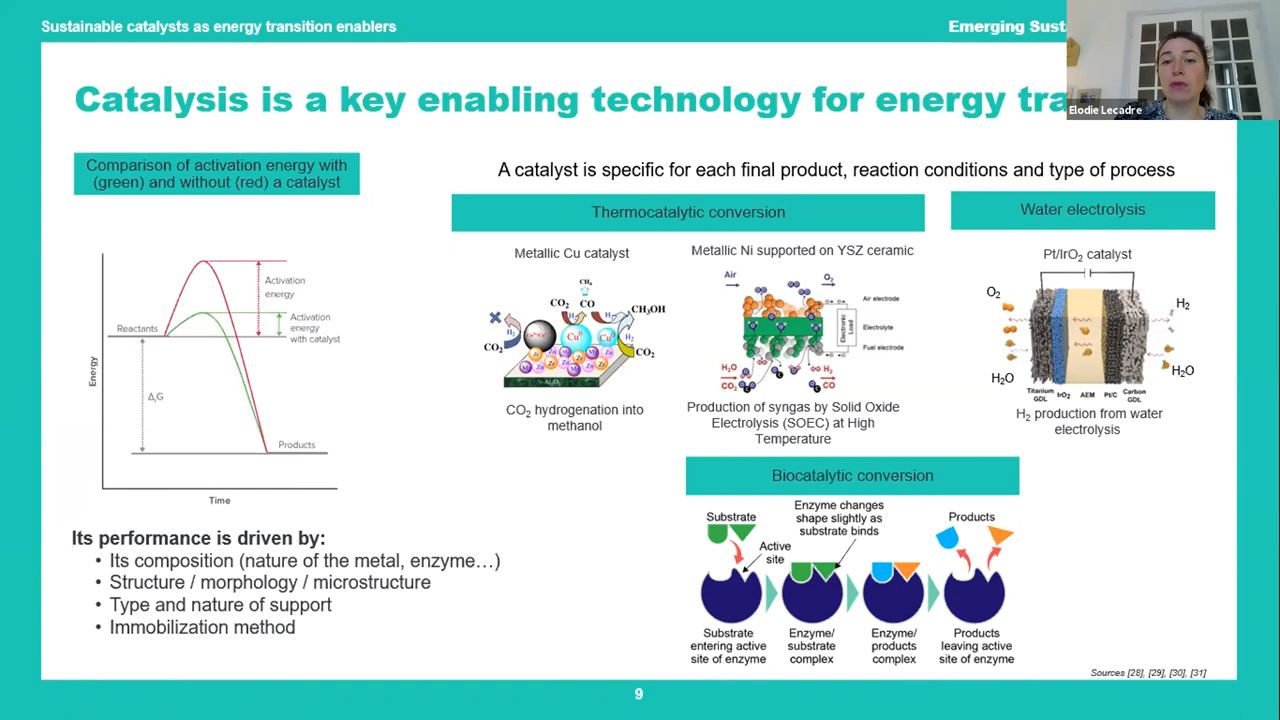 Sustainable catalysts as energy transition enablers
Emerging Sust
Elodie Lecadre
Catalysis is a key enabling technology for energy tra
Comparison of activation energy with
(green) and without (red) a catalyst
Activation
energy
Activation
energy
with catalyst
Reactants
Energy
ΔrG
Products
Time
Its performance is driven by:
• Its composition (nature of the metal, enzyme…)
• Structure / morphology / microstructure
• Type and nature of support
• Immobilization method
A catalyst is specific for each final product, reaction conditions and type of process
Thermocatalytic conversion
Metallic Cu catalyst
CH4
CO2 CO
CH3OH
H2 H2
H2
H2
CO2
CO2
Cu0 Cu0
γ-Al2O3
CO2 hydrogenation into
methanol
Metallic Ni supported on YSZ ceramic
Air
O2
Air electrode
Electrolyte
Fuel electrode
Electronic
Load
H2O
CO2
H2
CO
Production of syngas by Solid Oxide
Electrolysis (SOEC) at High
Temperature
Water electrolysis
Pt/IrO2 catalyst
O2
H2
H2O
H2O
Titanium
GDL
IrO2
AEM
Pt/C
Carbon
GDL
H2 production from water
electrolysis
Biocatalytic conversion
Substrate
Active
site
Enzyme changes
shape slightly as
substrate binds
Products
Substrate
entering active
site of enzyme
Enzyme/
substrate
complex
Enzyme/
products
complex
Products
leaving active
site of enzyme
Sources [28], [29], [30], [31]
9